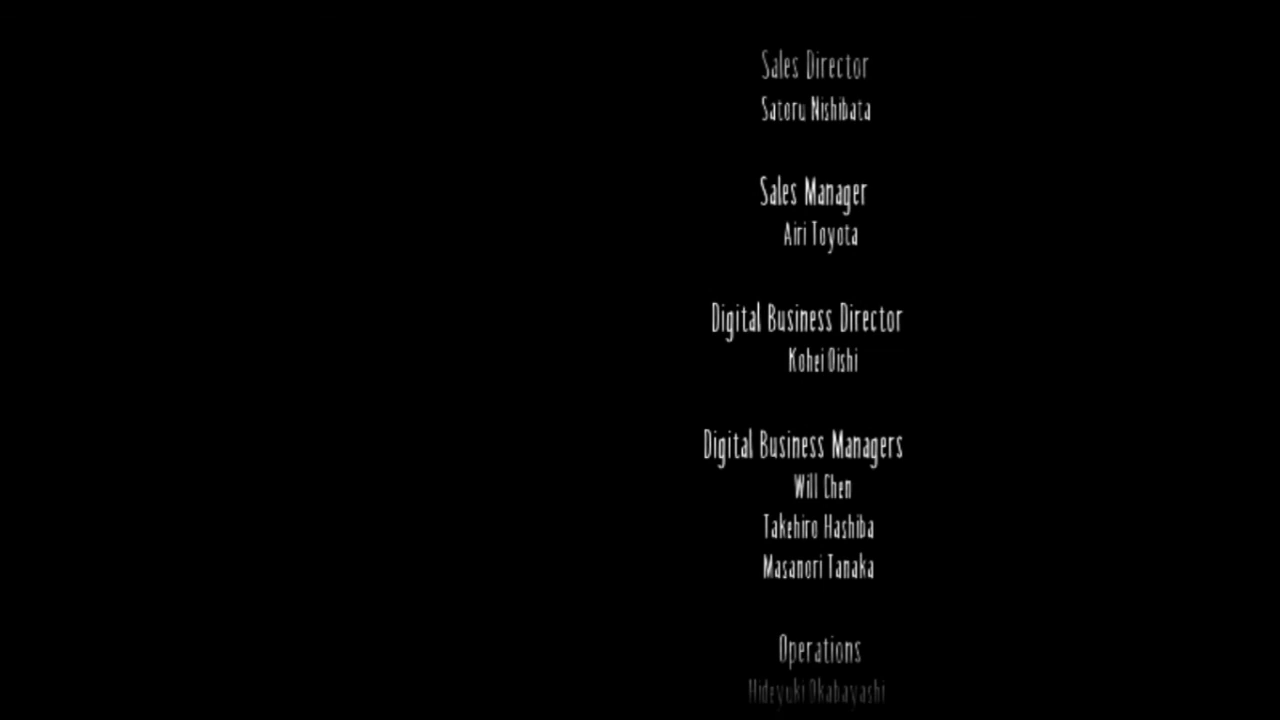 Sales Director
Satoru Nishibata
Sales Manager
Airi Toyota
Digital Business Director
Kohei Oishi
Digital Business Managers
Will Chen
Takehiro Hashiba
Masanori Tanaka
Operations
Hideyuki Okabayashi